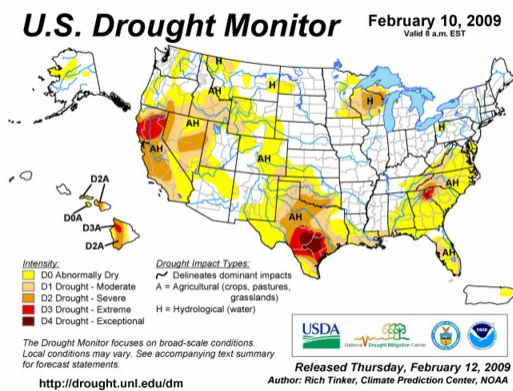 U.S. Drought Monitor
February 10, 2009
Valid 8 a.m. EST
H
AH
H
H
AH
H
AH
AH
AH
AH
AH
AH
D2A
D0A
D3A
D2A
Intensity:
D0 Abnormally Dry
D1 Drought - Moderate
D2 Drought - Severe
D3 Drought - Extreme
D4 Drought - Exceptional
Drought Impact Types:
Delineates dominant impacts
A = Agricultural (crops, pastures,
grasslands)
H = Hydrological (water)
The Drought Monitor focuses on broad-scale conditions.
Local conditions may vary. See accompanying text summary
for forecast statements.
http://drought.unl.edu/dm
USDA
National Drought Mitigation Center
Released Thursday, February 12, 2009
Author: Rich Tinker, Climate Prediction Center, NOAA